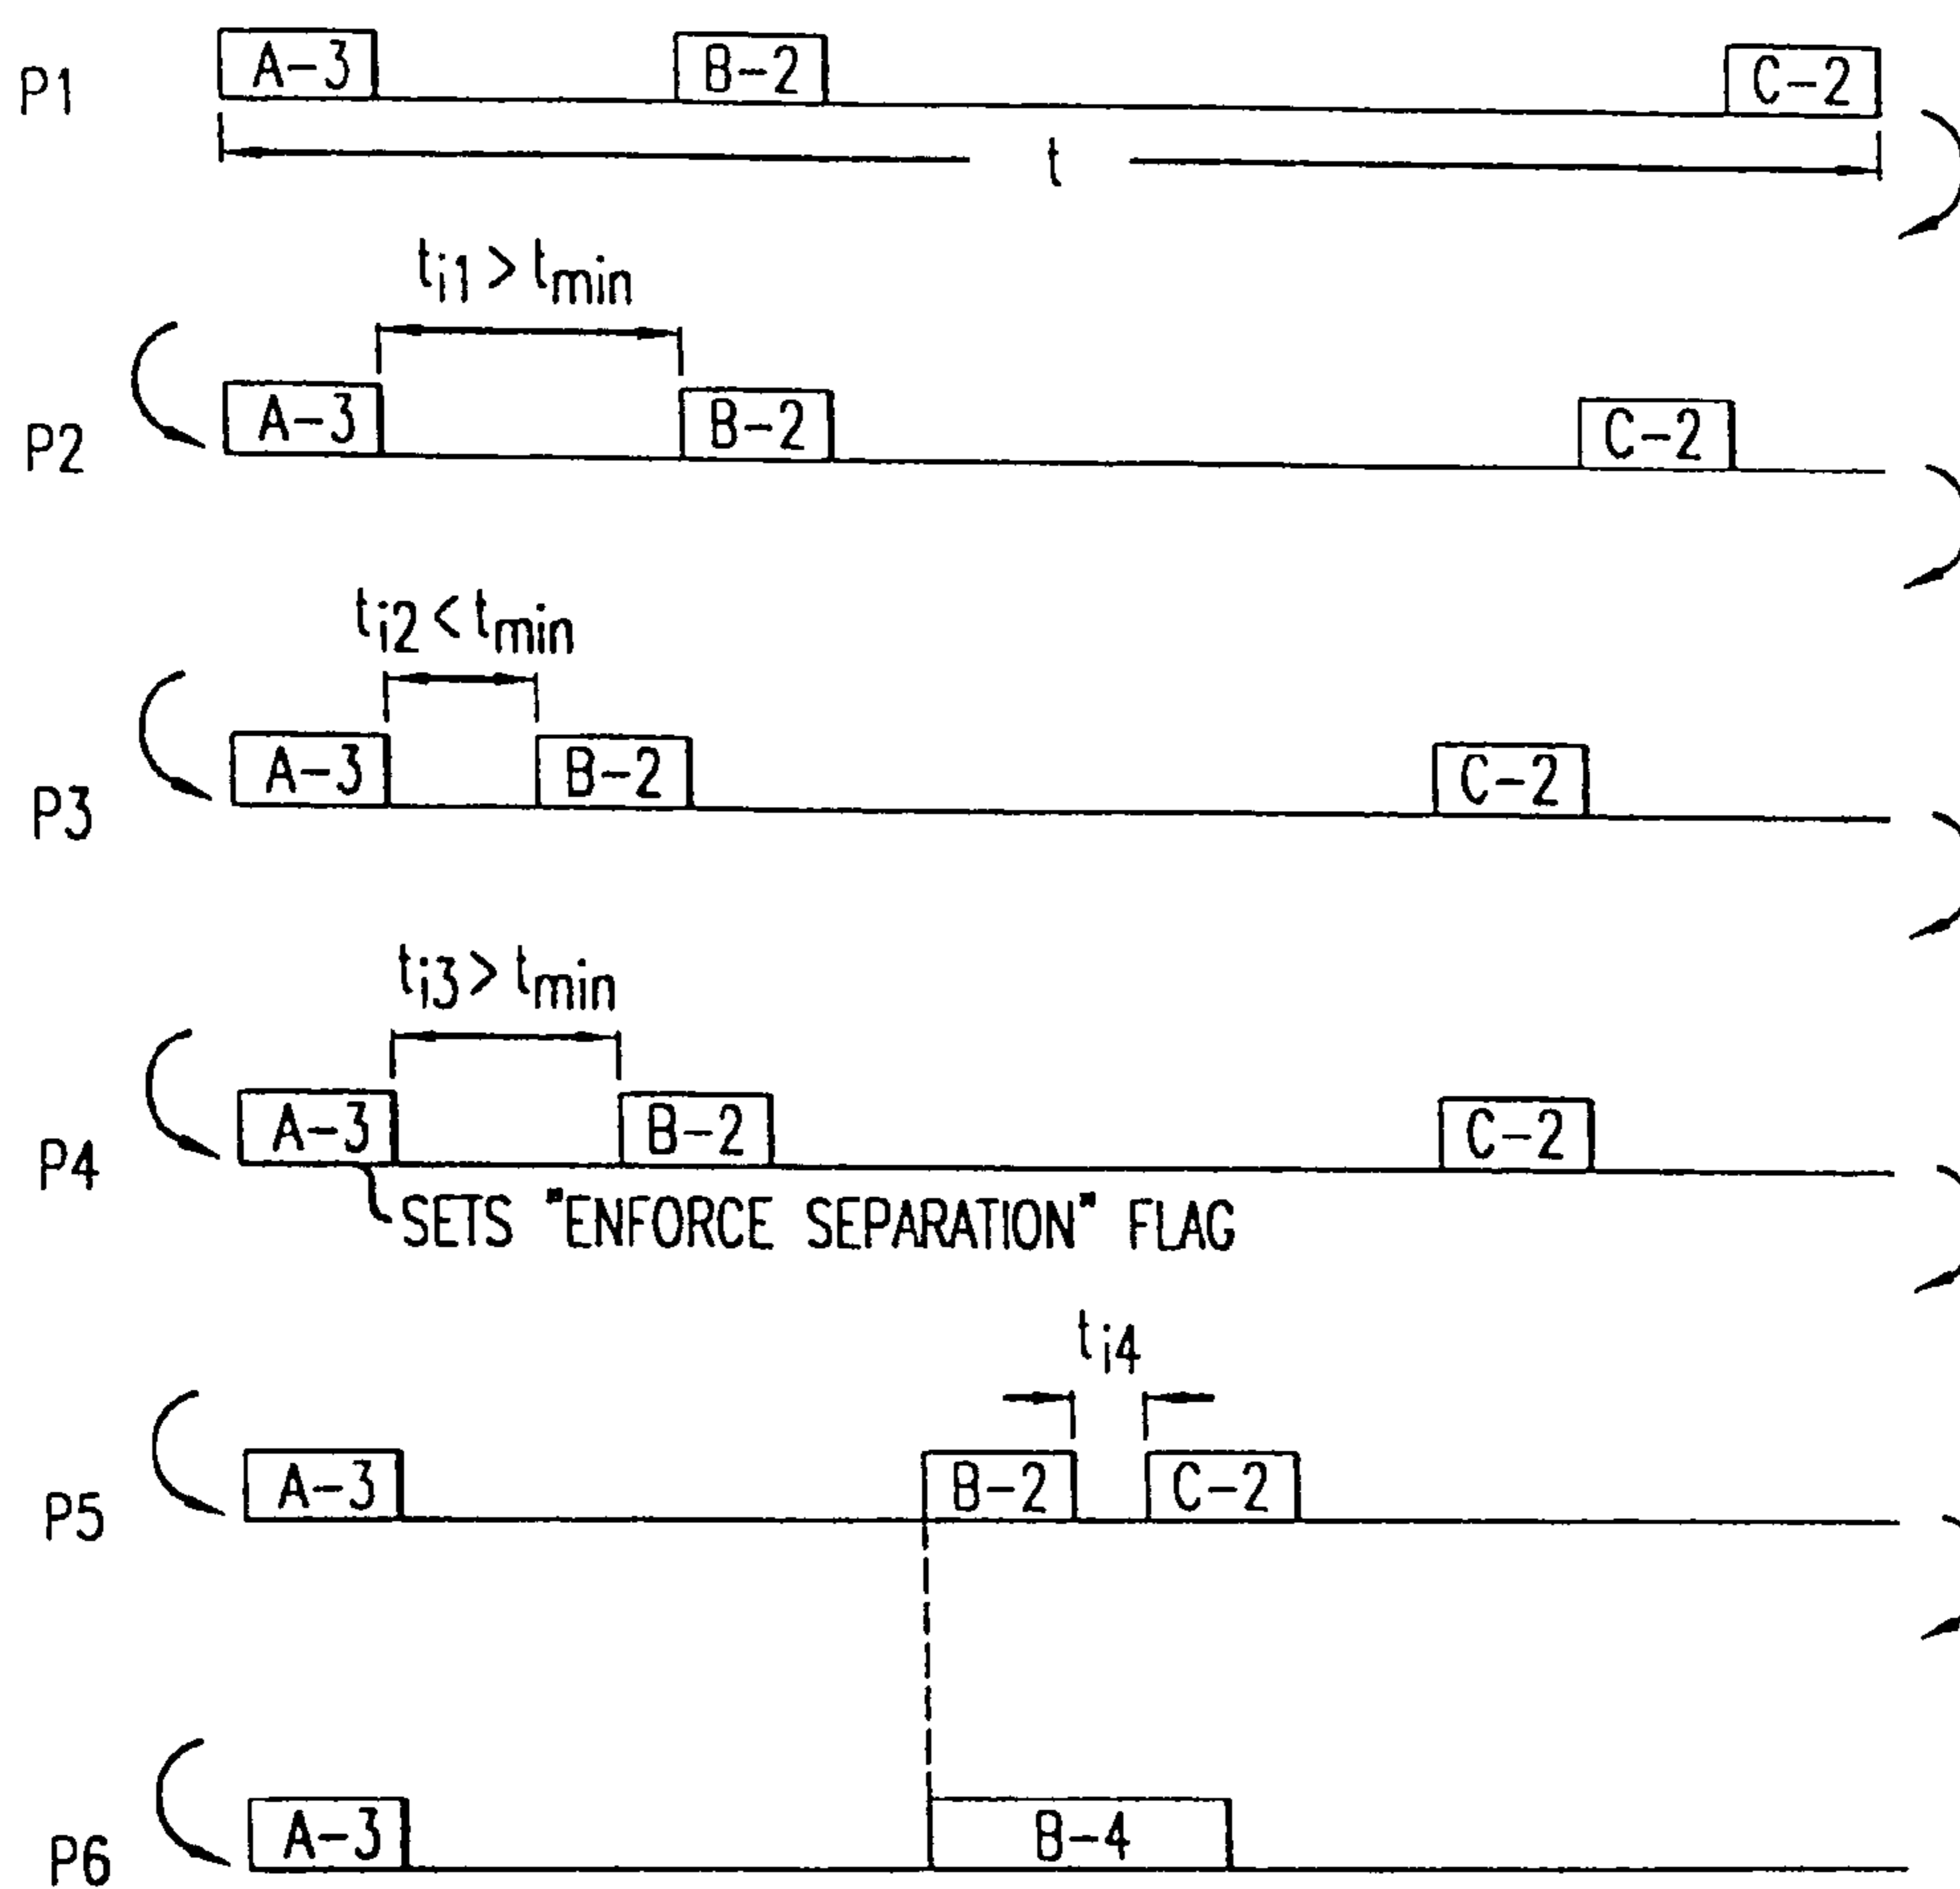 P1 A-3 B-2 C-2
t
ti1 > tmin
P2 A-3 B-2 C-2
ti2 < tmin
P3 A-3 B-2 C-2
ti3 > tmin
P4 A-3 B-2 C-2
SETS "ENFORCE SEPARATION" FLAG
ti4
P5 A-3 B-2 C-2
P6 A-3 B-4